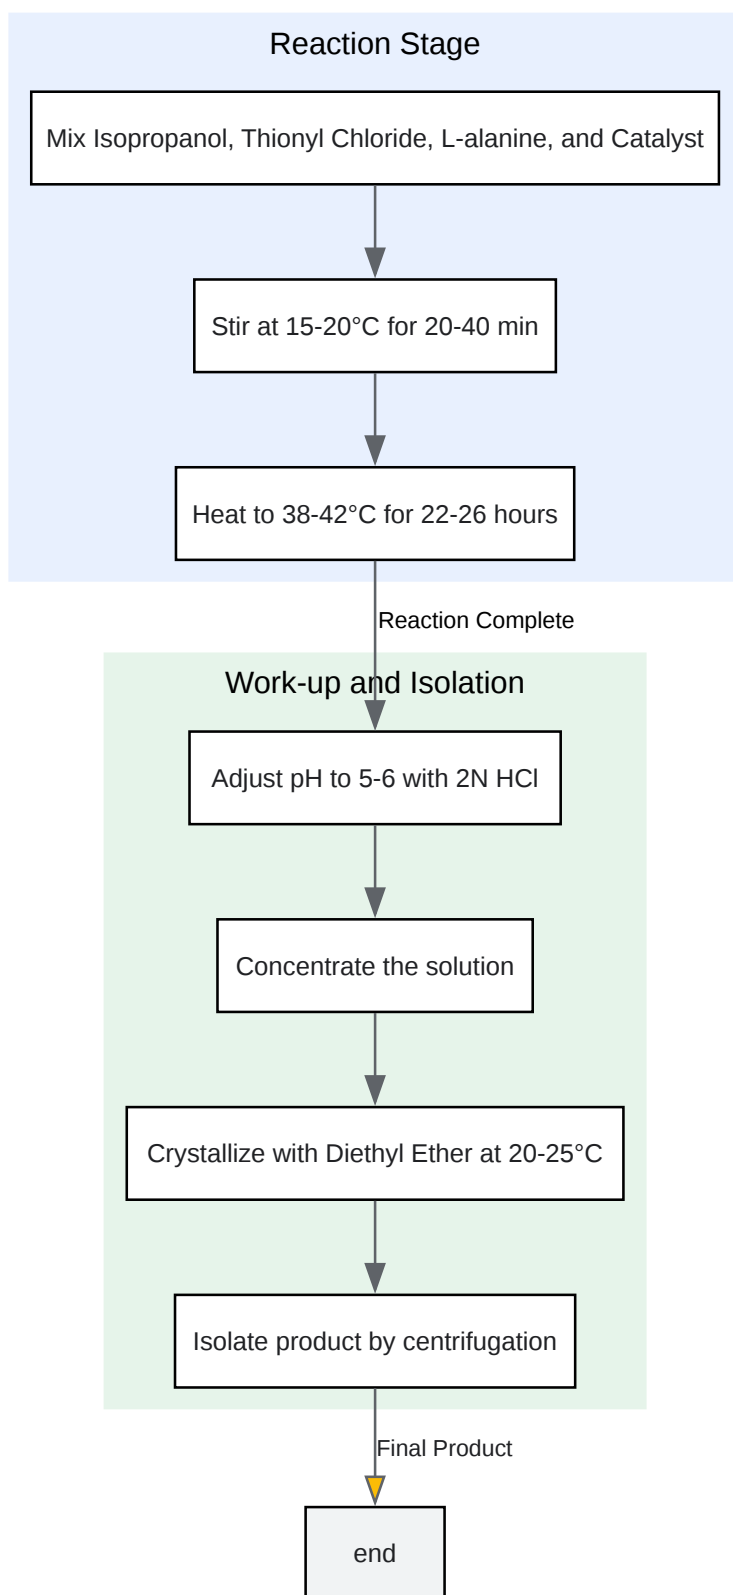 Reaction Stage
Mix Isopropanol, Thionyl Chloride, L-alanine, and Catalyst
Stir at 15-20°C for 20-40 min
Heat to 38-42°C for 22-26 hours
Reaction Complete
Work-up and Isolation
Adjust pH to 5-6 with 2N HCl
Concentrate the solution
Crystallize with Diethyl Ether at 20-25°C
Isolate product by centrifugation
Final Product
end